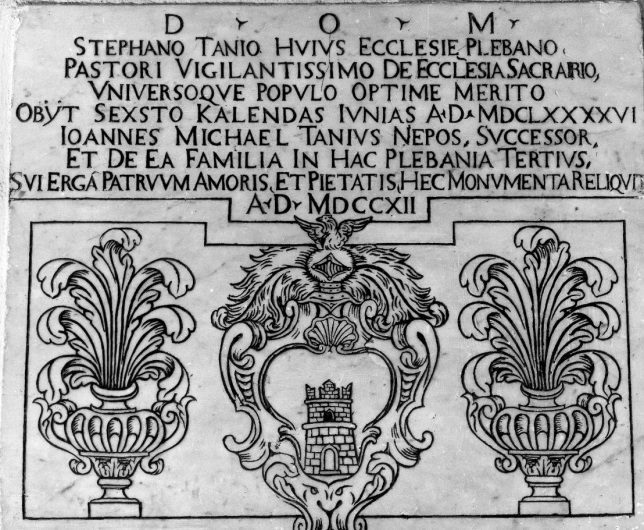 D · O · M ·
STEPHANO TANIO HVIVS ECCLESIE PLEBANO,
PASTORI VIGILANTISSIMO DE ECCLESIA SACRARIO,
VNIVERSOQVE POPVLO OPTIME MERITO
OBÿT SEXSTO KALENDAS IVNIAS A·D· MDCLXXXXVI
IOANNES MICHAEL TANIVS NEPOS, SVCCESSOR,
ET DE EA FAMILIA IN HAC PLEBANIA TERTIVS,
SVI ERGÁ PATRVVM AMORIS, ET PIETATIS, HEC MONVMENTA RELIQVIT
A·D· MDCCXII